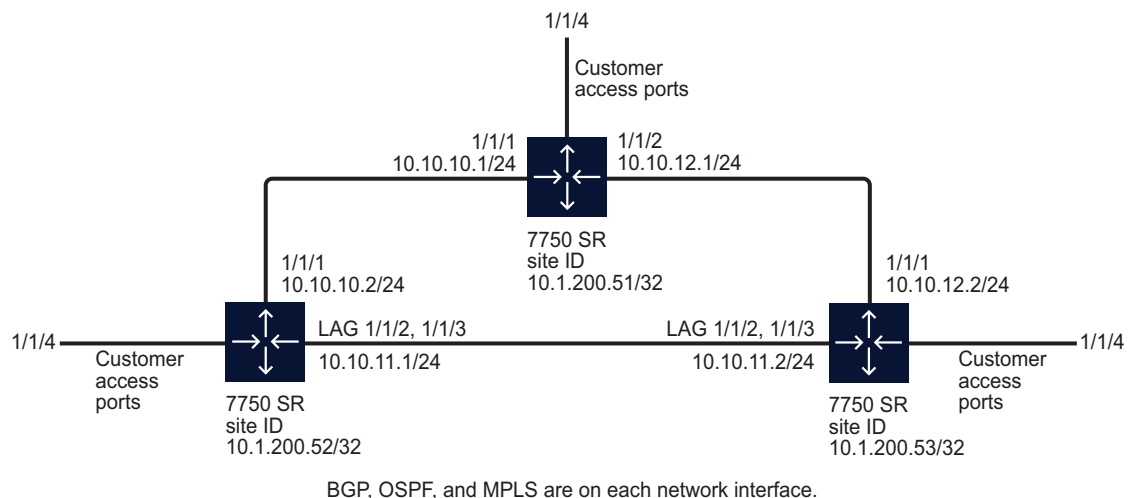 1/1/4
Customer
access ports
1/1/1
10.10.10.1/24
1/1/2
10.10.12.1/24
7750 SR
site ID
10.1.200.51/32
1/1/1
10.10.10.2/24
1/1/1
10.10.12.2/24
1/1/4
Customer
access
ports
LAG 1/1/2, 1/1/3
10.10.11.1/24
LAG 1/1/2, 1/1/3
10.10.11.2/24
Customer
access ports
1/1/4
7750 SR
site ID
10.1.200.52/32
7750 SR
site ID
10.1.200.53/32
BGP, OSPF, and MPLS are on each network interface.